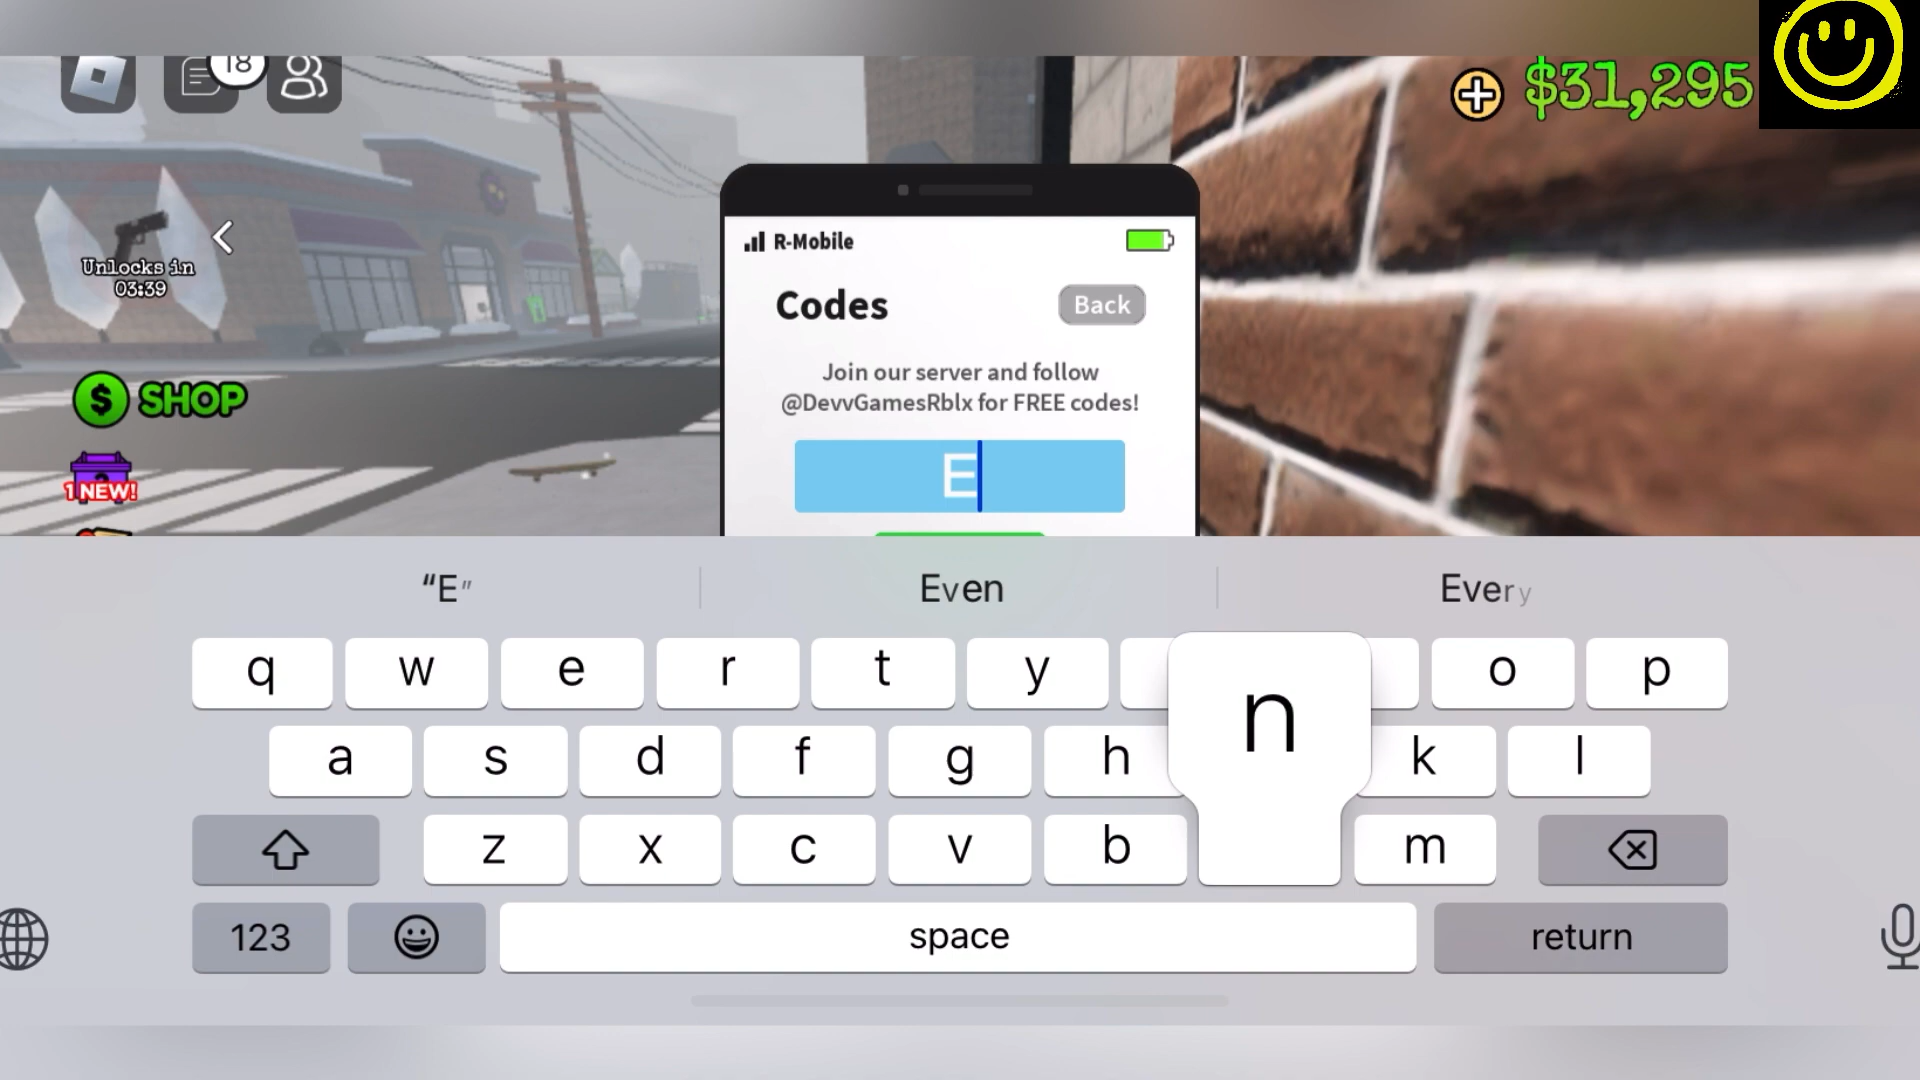 18
$31,295
Unlocks in
03:39
R-Mobile
Codes
Back
Join our server and follow
@DevvGamesRblx for FREE codes!
SHOP
1 NEW!
E
“E”
Even
Every
q w e r t y o p
n
a s d f g h k l
z x c v b m
123
space
return